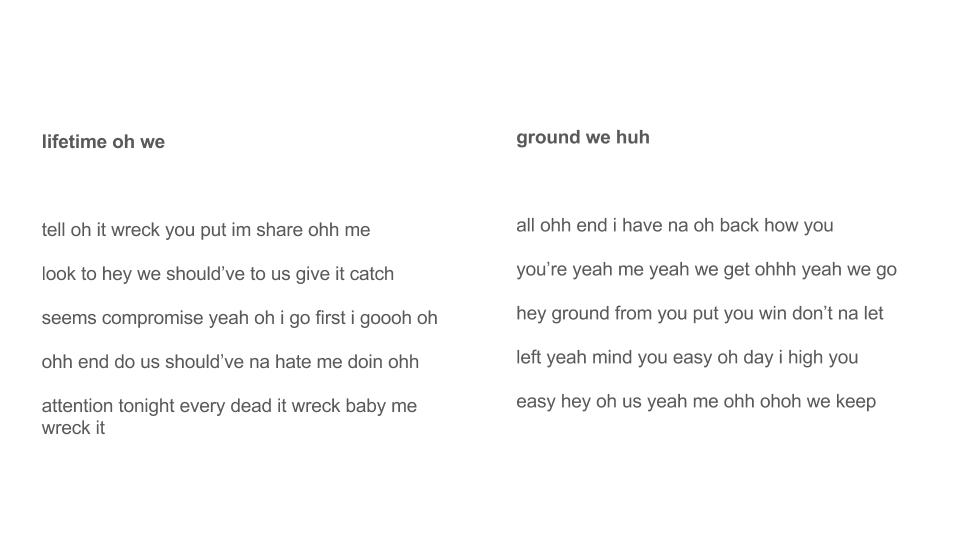 lifetime oh we
tell oh it wreck you put im share ohh me
look to hey we should've to us give it catch
seems compromise yeah oh i go first i goooh oh
ohh end do us should've na hate me doin ohh
attention tonight every dead it wreck baby me
wreck it
ground we huh
all ohh end i have na oh back how you
you're yeah me yeah we get ohhh yeah we go
hey ground from you put you win don't na let
left yeah mind you easy oh day i high you
easy hey oh us yeah me ohh ohoh we keep